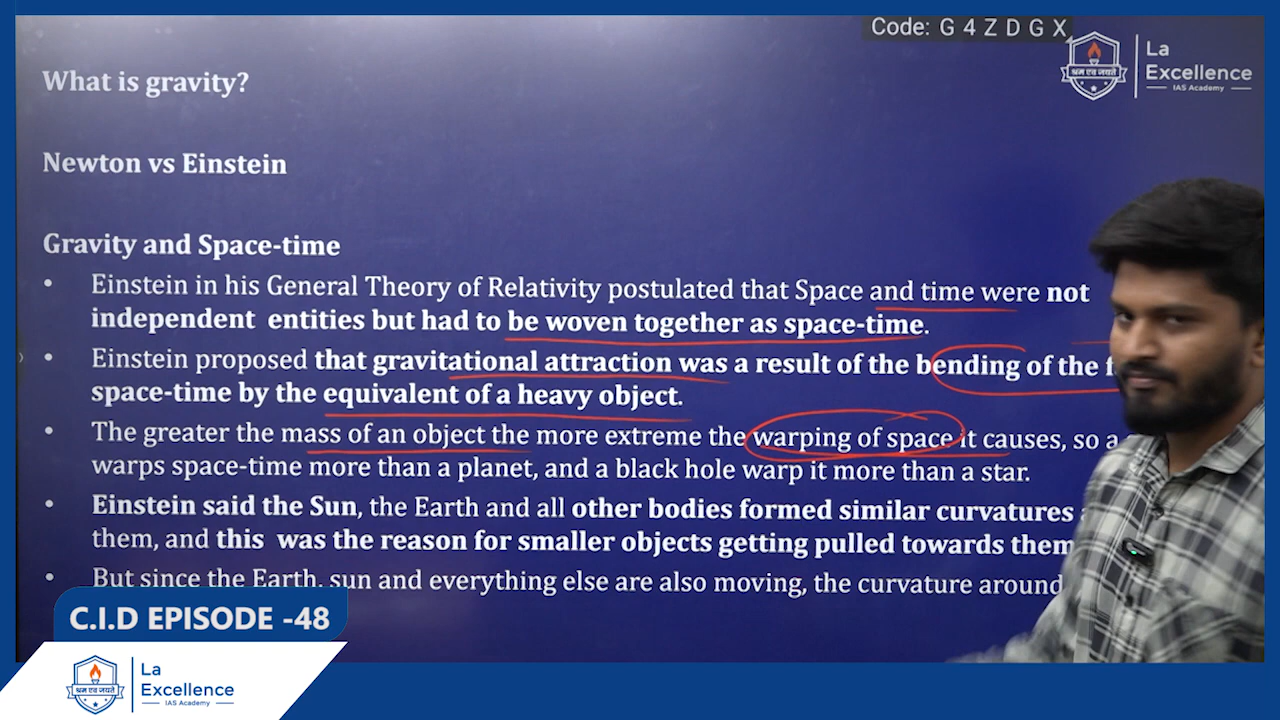 Code: G 4 Z D G X
La
Excellence
IAS Academy
श्रम एव जयते
What is gravity?
Newton vs Einstein
Gravity and Space-time
• Einstein in his General Theory of Relativity postulated that Space and time were not
independent entities but had to be woven together as space-time.
• Einstein proposed that gravitational attraction was a result of the bending of the f
space-time by the equivalent of a heavy object.
• The greater the mass of an object the more extreme the warping of space it causes, so a
warps space-time more than a planet, and a black hole warp it more than a star.
• Einstein said the Sun, the Earth and all other bodies formed similar curvatures
them, and this was the reason for smaller objects getting pulled towards them
• But since the Earth, sun and everything else are also moving, the curvature around
C.I.D EPISODE -48
श्रम एव जयते
La
Excellence
IAS Academy